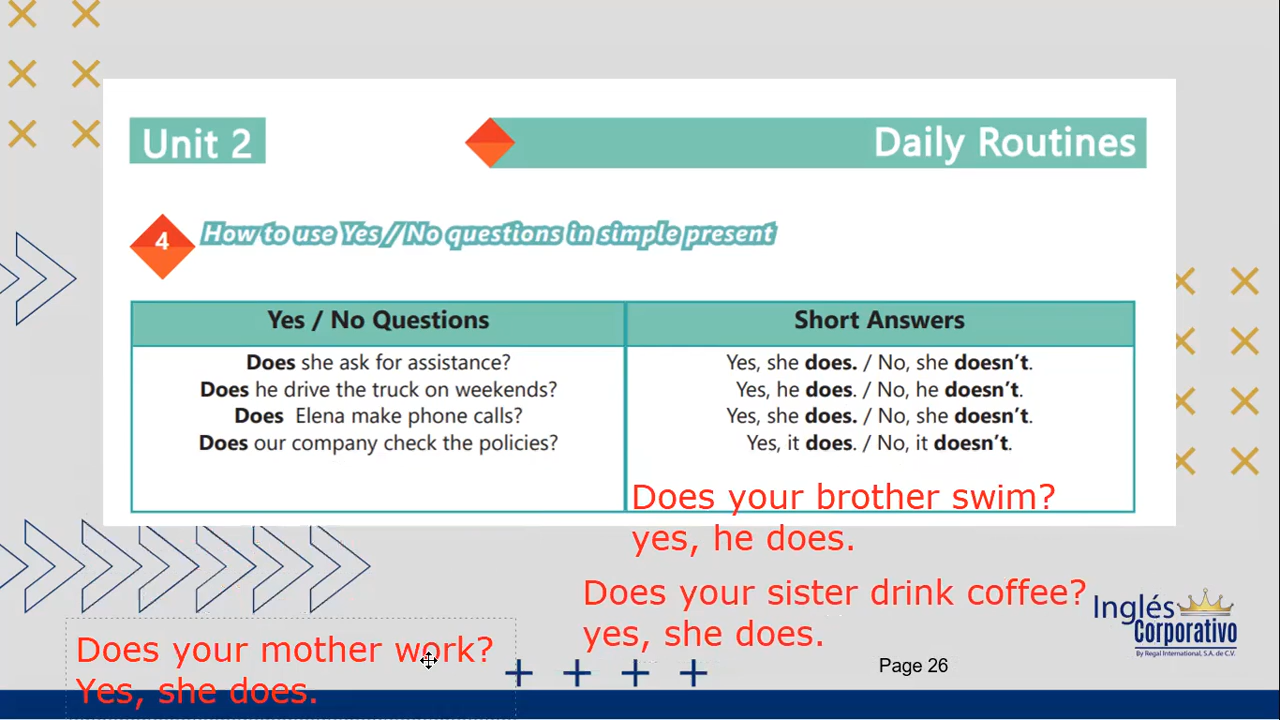 Unit 2
Daily Routines
4
How to use Yes / No questions in simple present
Yes / No Questions
Short Answers
Does she ask for assistance?
Yes, she does. / No, she doesn't.
Does he drive the truck on weekends?
Yes, he does. / No, he doesn't.
Does Elena make phone calls?
Yes, she does. / No, she doesn't.
Does our company check the policies?
Yes, it does. / No, it doesn't.
Does your brother swim?
yes, he does.
Does your sister drink coffee?
yes, she does.
Does your mother work?
Yes, she does.
Inglés
Corporativo
By Regal International, S.A. de C.V.
Page 26